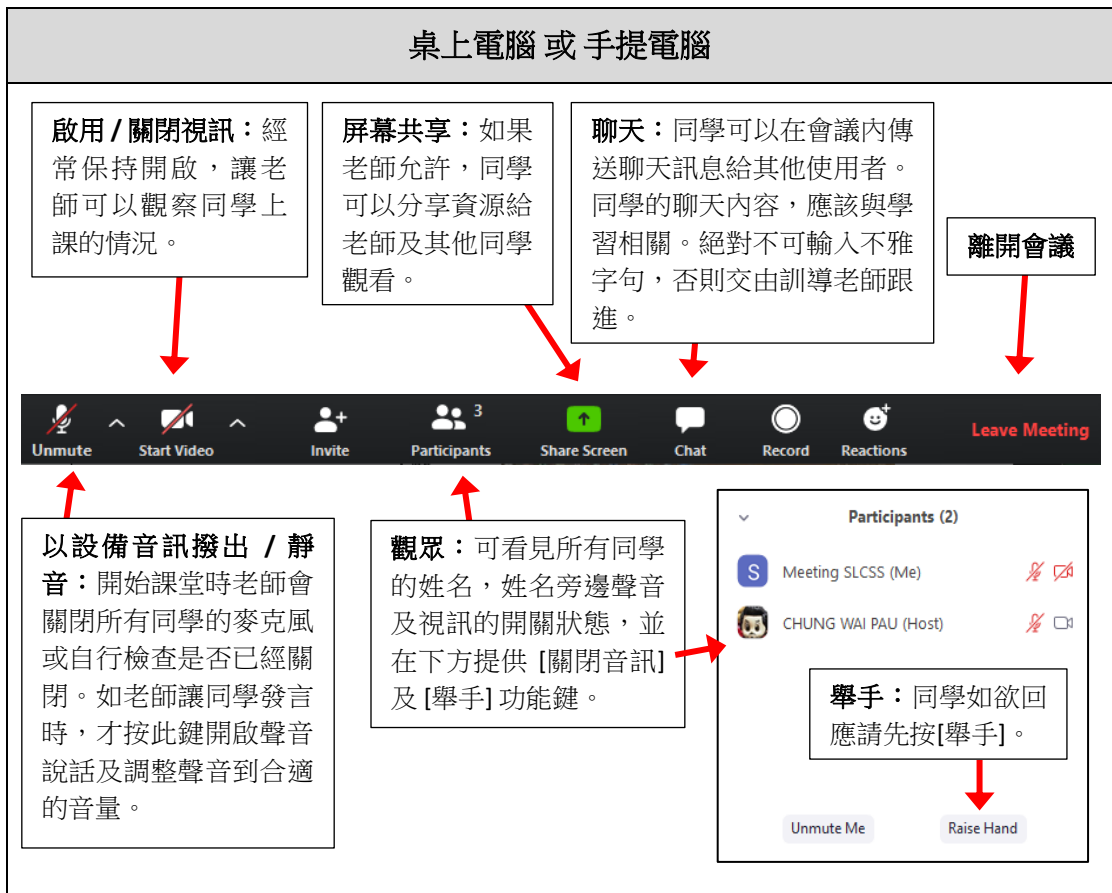 桌上電腦 或 手提電腦
啟用 / 關閉視訊：經
常保持開啟，讓老
師可以觀察同學上
課的情況。
屏幕共享：如果
老師允許，同學
可以分享資源給
老師及其他同學
觀看。
聊天：同學可以在會議內傳
送聊天訊息給其他使用者。
同學的聊天內容，應該與學
習相關。絕對不可輸入不雅
字句，否則交由訓導老師跟
進。
離開會議
Unmute
Start Video
Invite
3
Participants
Share Screen
Chat
Record
Reactions
Leave Meeting
以設備音訊撥出 / 靜
音：開始課堂時老師會
關閉所有同學的麥克風
或自行檢查是否已經關
閉。如老師讓同學發言
時，才按此鍵開啟聲音
說話及調整聲音到合適
的音量。
觀眾：可看見所有同學
的姓名，姓名旁邊聲音
及視訊的開關狀態，並
在下方提供 [關閉音訊]
及 [舉手] 功能鍵。
Participants (2)
S Meeting SLCSS (Me)
CHUNG WAI PAU (Host)
舉手：同學如欲回
應請先按[舉手]。
Unmute Me
Raise Hand